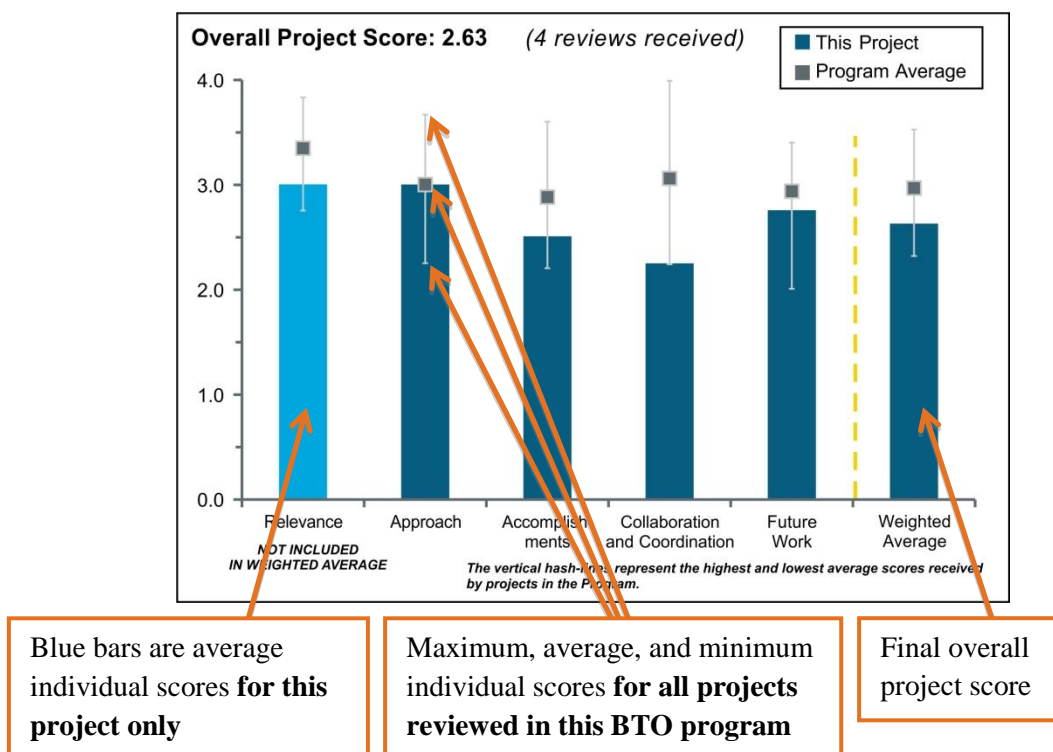 Overall Project Score: 2.63 (4 reviews received)
This Project
Program Average
4.0
3.0
2.0
1.0
0.0
Relevance
NOT INCLUDED
IN WEIGHTED AVERAGE
Approach
Accomplish-
ments
Collaboration
and Coordination
Future
Work
Weighted
Average
The vertical hash-lines represent the highest and lowest average scores received
by projects in the Program.
Blue bars are average
individual scores for this
project only
Maximum, average, and minimum
individual scores for all projects
reviewed in this BTO program
Final overall
project score